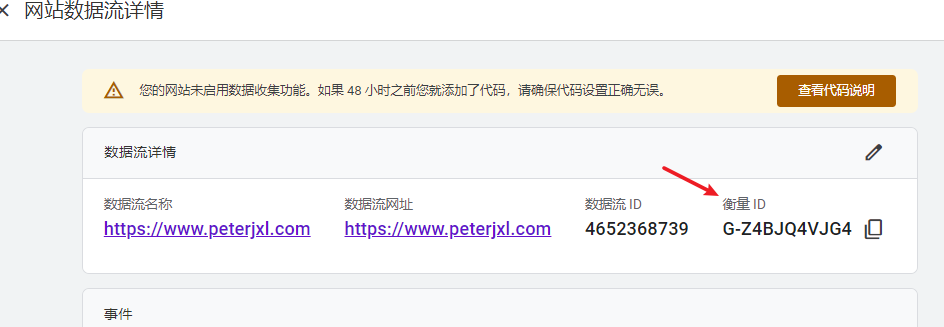 网站数据流详情
您的网站未启用数据收集功能。如果 48 小时之前您就添加了代码，请确保代码设置正确无误。
查看代码说明
数据流详情
数据流名称 数据流网址 数据流 ID 衡量 ID
https://www.peterjxl.com https://www.peterjxl.com 4652368739 G-Z4BJQ4VJG4
事件